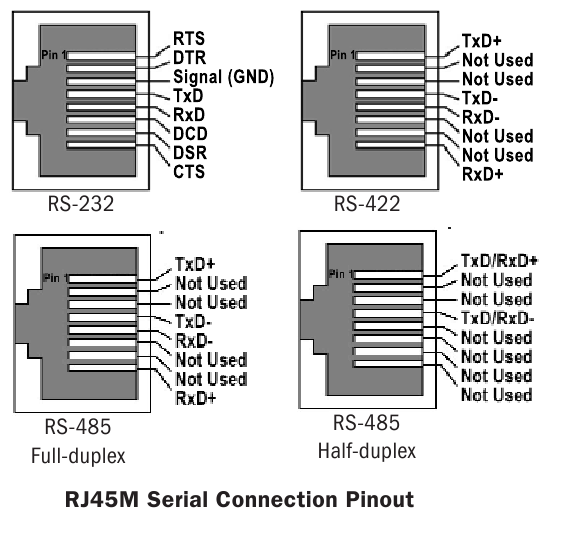 Pin 1
RTS
DTR
Signal (GND)
TxD
RxD
DCD
DSR
CTS
RS-232
TxD+
Not Used
Not Used
TxD-
RxD-
Not Used
Not Used
RxD+
Pin 1
RS-422
Pin 1
TxD+
Not Used
Not Used
TxD-
RxD-
Not Used
Not Used
RxD+
RS-485
Full-duplex
Pin 1
TxD/RxD+
Not Used
Not Used
TxD/RxD-
Not Used
Not Used
Not Used
Not Used
RS-485
Half-duplex
RJ45M Serial Connection Pinout